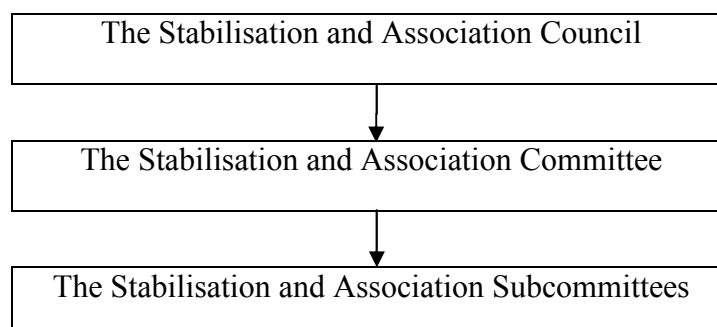 The Stabilisation and Association Council
The Stabilisation and Association Committee
The Stabilisation and Association Subcommittees